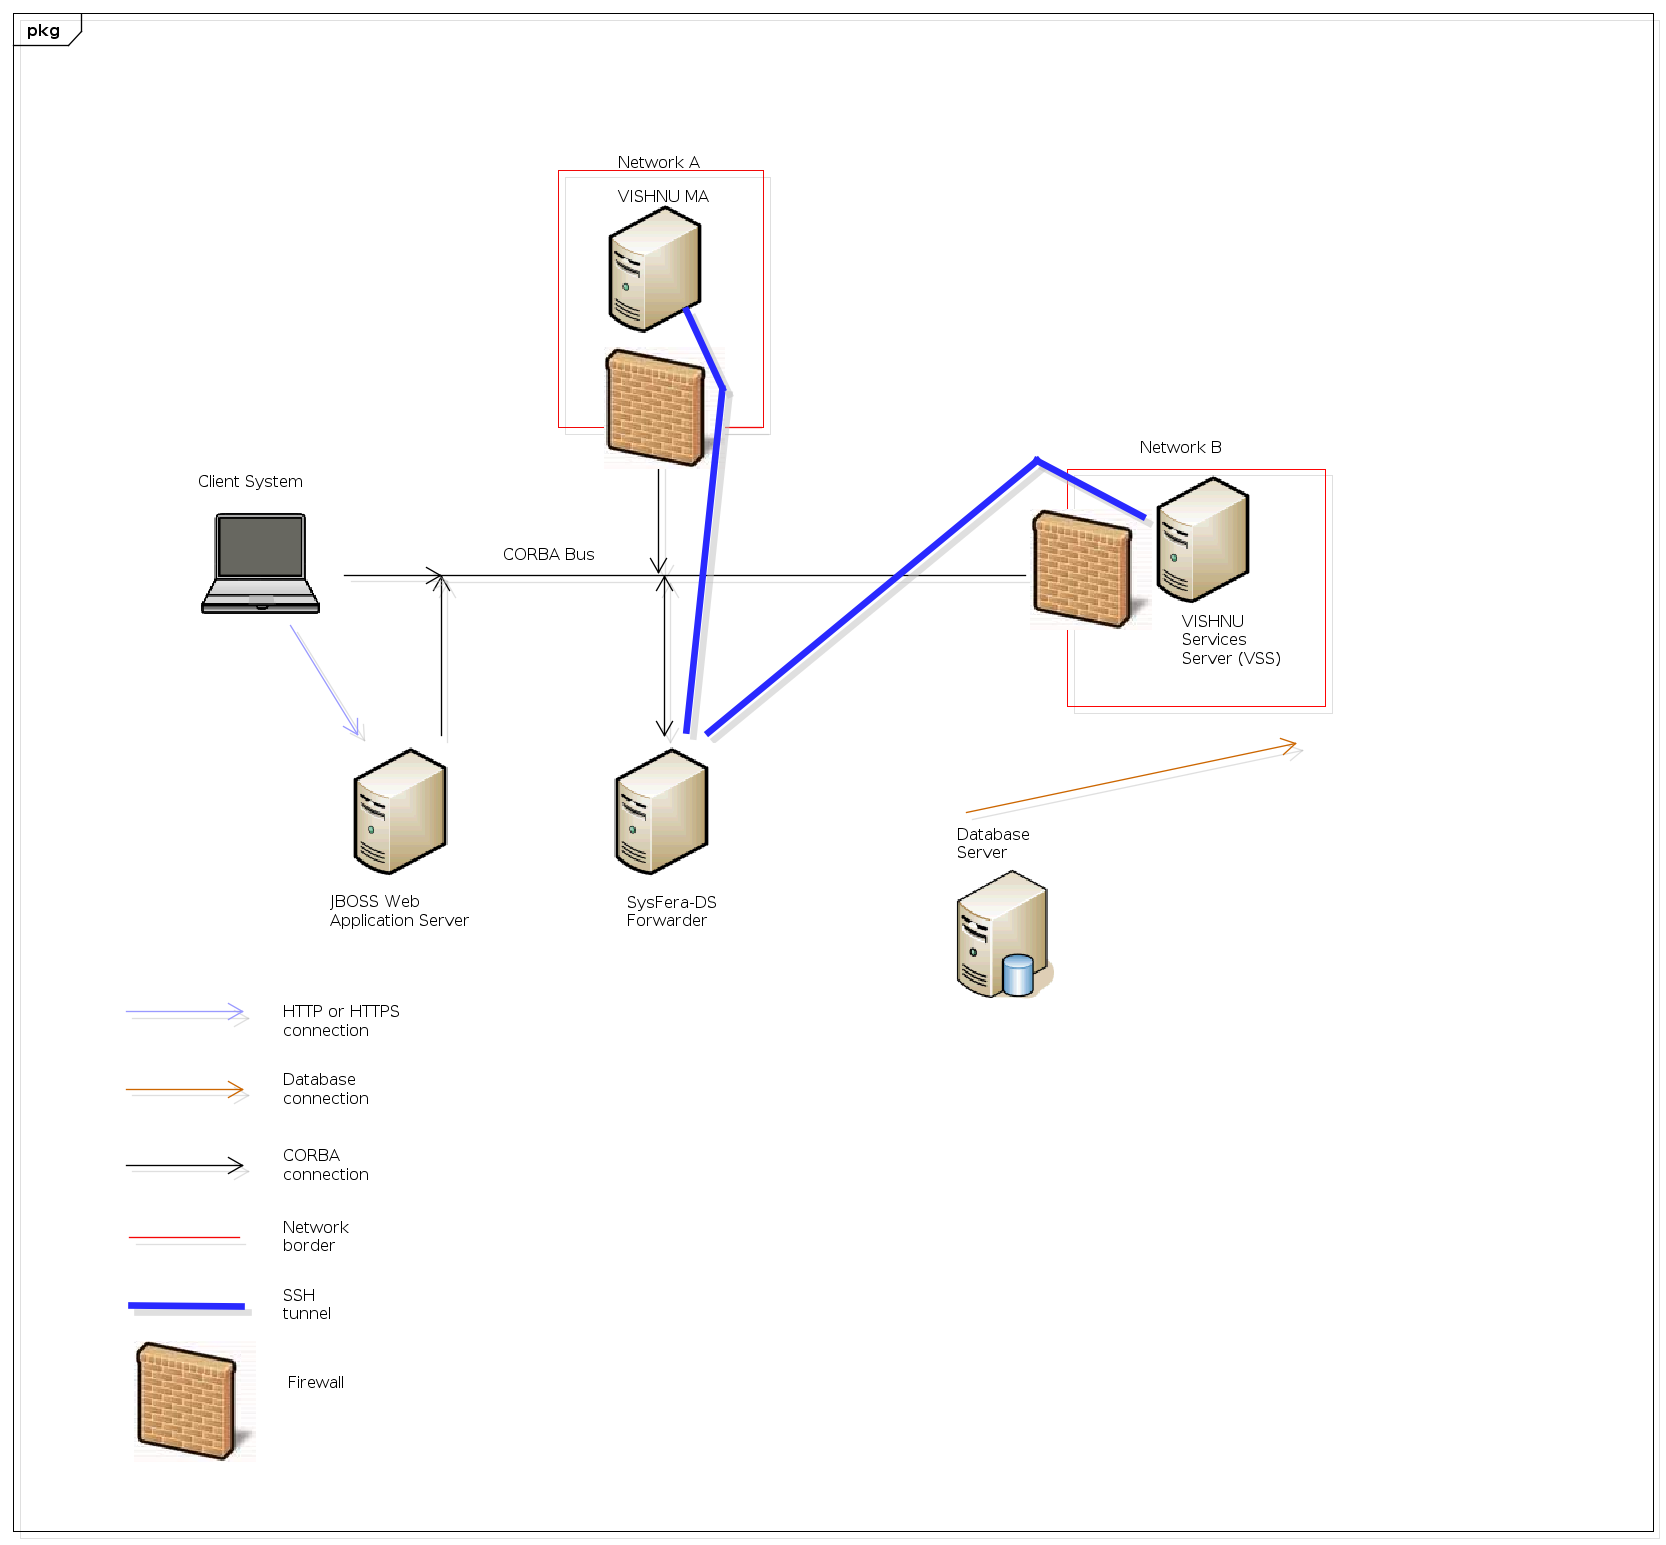 pkg
Network A
VISHNU MA
Network B
Client System
CORBA Bus
VISHNU
Services
Server (VSS)
Database
Server
JBOSS Web
Application Server
SysFera-DS
Forwarder
HTTP or HTTPS
connection
Database
connection
CORBA
connection
Network
border
SSH
tunnel
Firewall